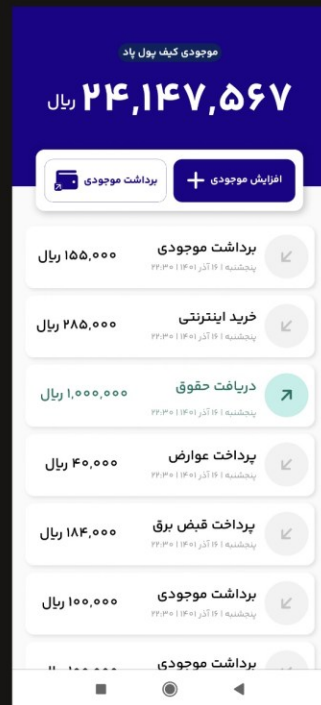 موجودی کیف پول پاد
۲۴,۱۴۷,۵۶۷ ریال
افزایش موجودی
برداشت موجودی
برداشت موجودی ۱۵۵,۰۰۰ ریال
پنجشنبه | ۱۶ آذر ۱۴۰۱ | ۲۲:۳۰
خرید اینترنتی ۲۸۵,۰۰۰ ریال
پنجشنبه | ۱۶ آذر ۱۴۰۱ | ۲۲:۳۰
دریافت حقوق ۱,۰۰۰,۰۰۰ ریال
پنجشنبه | ۱۶ آذر ۱۴۰۱ | ۲۲:۳۰
پرداخت عوارض ۴۰,۰۰۰ ریال
پنجشنبه | ۱۶ آذر ۱۴۰۱ | ۲۲:۳۰
پرداخت قبض برق ۱۸۴,۰۰۰ ریال
پنجشنبه | ۱۶ آذر ۱۴۰۱ | ۲۲:۳۰
برداشت موجودی ۱۰۰,۰۰۰ ریال
پنجشنبه | ۱۶ آذر ۱۴۰۱ | ۲۲:۳۰
برداشت موجودی